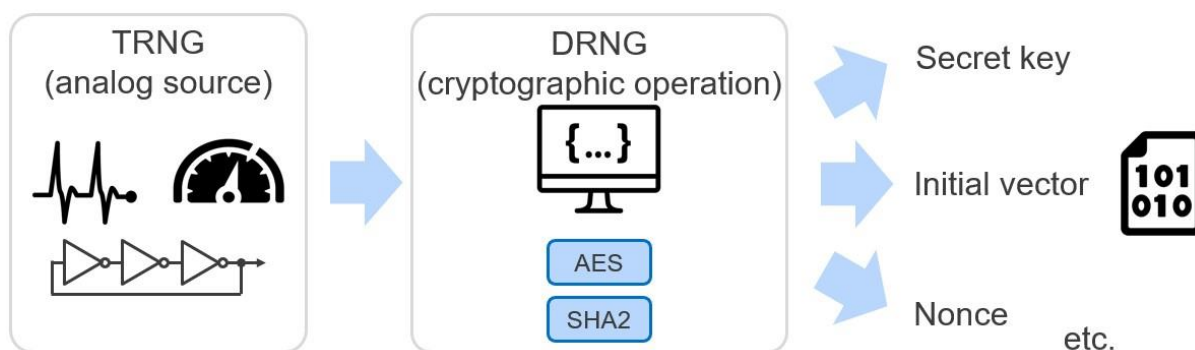 TRNG
(analog source)
DRNG
(cryptographic operation)
{...}
AES
SHA2
Secret key
Initial vector
101
010
Nonce
etc.